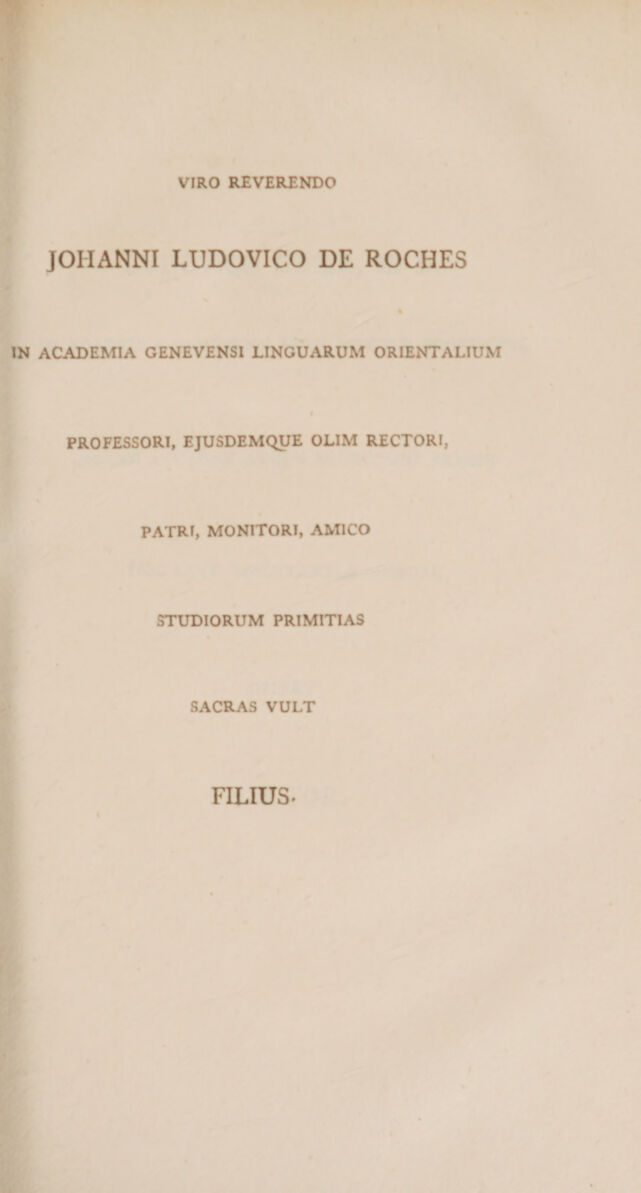 VIRO REVERENDO
JOHANNI LUDOVICO DE ROCHES
IN ACADEMIA GENEVENSI LINGUARUM ORIENTALIUM
PROFESSORI, EJUSDEMQUE OLIM RECTORI,
PATRI, MONITORI, AMICO
STUDIORUM PRIMITIAS
SACRAS VULT
FILIUS.